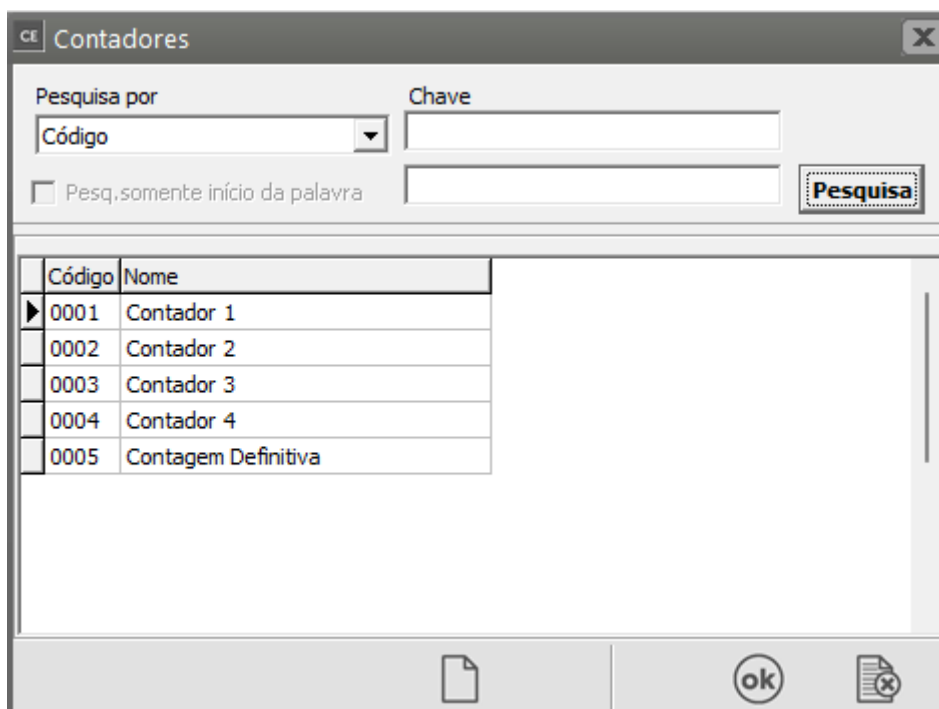 CE Contadores
Pesquisa por Chave
Código
Pesq.somente início da palavra Pesquisa
Código Nome
0001 Contador 1
0002 Contador 2
0003 Contador 3
0004 Contador 4
0005 Contagem Definitiva
ok